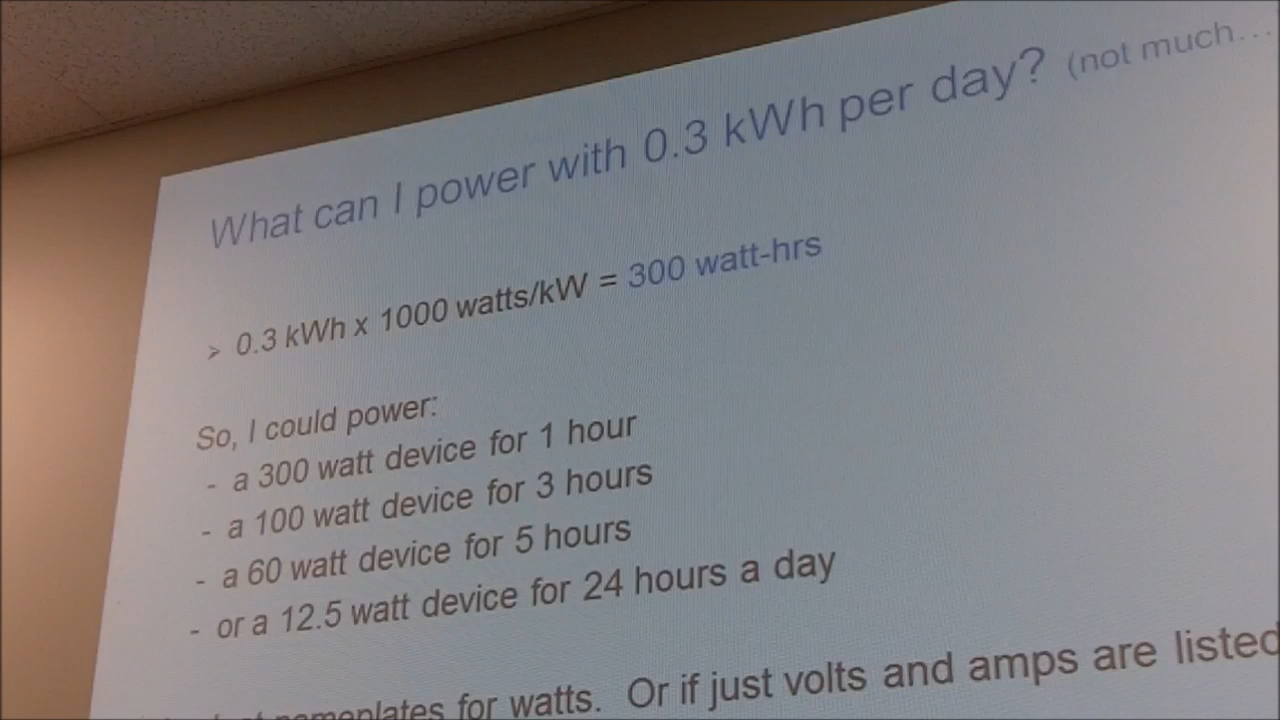 What can I power with 0.3 kWh per day? (not much...
> 0.3 kWh x 1000 watts/kW = 300 watt-hrs
So, I could power:
- a 300 watt device for 1 hour
- a 100 watt device for 3 hours
- a 60 watt device for 5 hours
- or a 12.5 watt device for 24 hours a day
nameplates for watts. Or if just volts and amps are listed